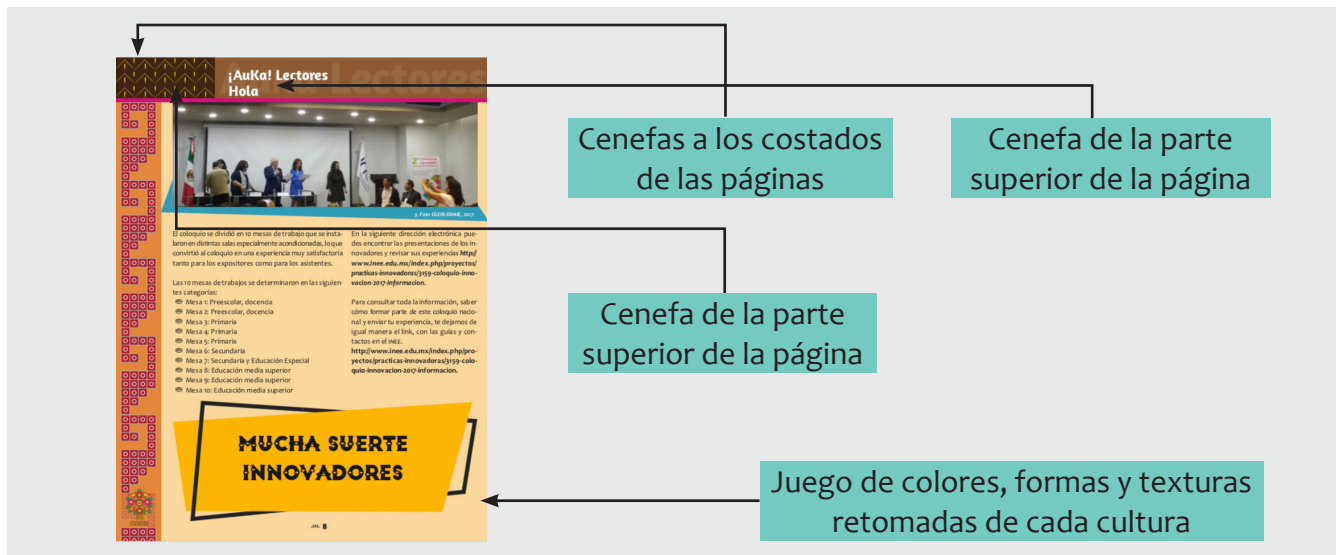 ¡AuKa! Lectores
Hola
Auka Lectores
3. Foto CGEIB-DDAIE, 2017.
El coloquio se dividió en 10 mesas de trabajo que se insta-
laron en distintas salas especialmente acondicionadas, lo que
convirtió al coloquio en una experiencia muy satisfactoria
tanto para los expositores como para los asistentes.
Las 10 mesas de trabajos se determinaron en las siguien-
tes categorías:
Mesa 1: Preescolar, docencia
Mesa 2: Preescolar, docencia
Mesa 3: Primaria
Mesa 4: Primaria
Mesa 5: Primaria
Mesa 6: Secundaria
Mesa 7: Secundaria y Educación Especial
Mesa 8: Educación media superior
Mesa 9: Educación media superior
Mesa 10: Educación media superior
En la siguiente dirección electrónica pue-
des encontrar las presentaciones de los in-
novadores y revisar sus experiencias http://
www.inee.edu.mx/index.php/proyectos/
practicas-innovadoras/3159-coloquio-inno-
vacion-2017-informacion.
Para consultar toda la información, saber
cómo formar parte de este coloquio nacio-
nal y enviar tu experiencia, te dejamos de
igual manera el link, con las guías y con-
tactos en el INEE.
http://www.inee.edu.mx/index.php/pro-
yectos/practicas-innovadoras/3159-colo-
quio-innovacion-2017-informacion.
MUCHA SUERTE
INNOVADORES
8
Cenefas a los costados
de las páginas
Cenefa de la parte
superior de la página
Cenefa de la parte
superior de la página
Juego de colores, formas y texturas
retomadas de cada cultura